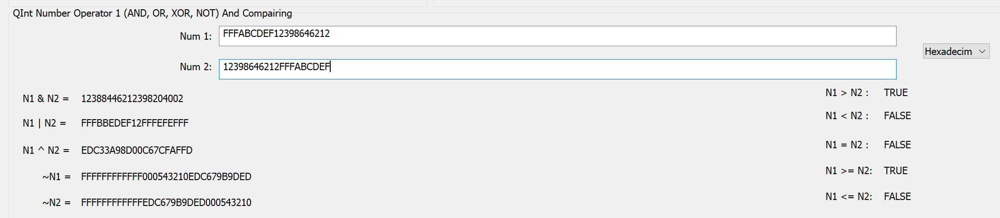 QInt Number Operator 1 (AND, OR, XOR, NOT) And Compairing
Num 1: FFFABCDEF12398646212
Hexadecim
Num 2: 12398646212FFFABCDEF
N1 & N2 = 12388446212398204002
N1 > N2 : TRUE
N1 | N2 = FFFBBEDEF12FFFEFEFFF
N1 < N2 : FALSE
N1 ^ N2 = EDC33A98D00C67CFAFFD
N1 = N2 : FALSE
~N1 = FFFFFFFFFFFF000543210EDC679B9DED
N1 >= N2: TRUE
~N2 = FFFFFFFFFFFFEDC679B9DED000543210
N1 <= N2: FALSE